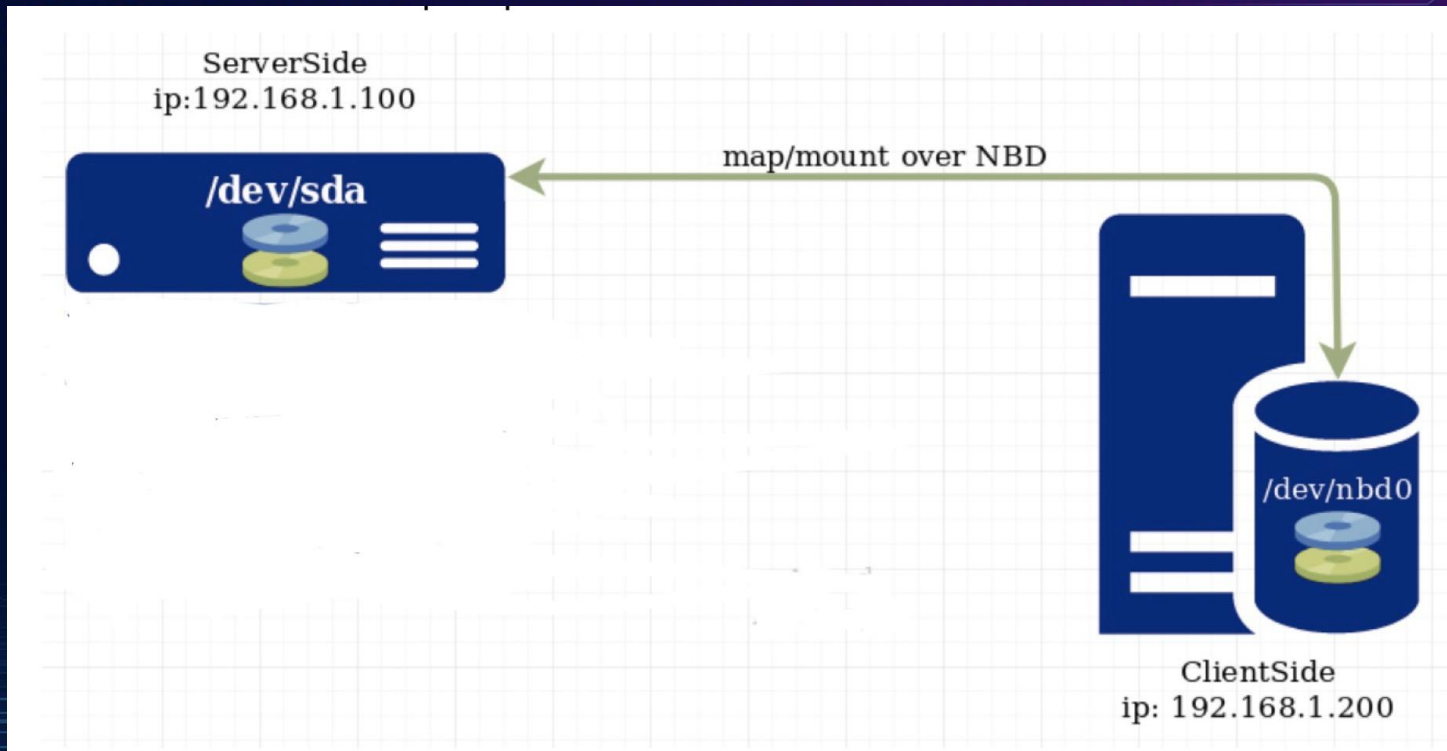 ServerSide
ip:192.168.1.100
/dev/sda
map/mount over NBD
/dev/nbd0
ClientSide
ip: 192.168.1.200